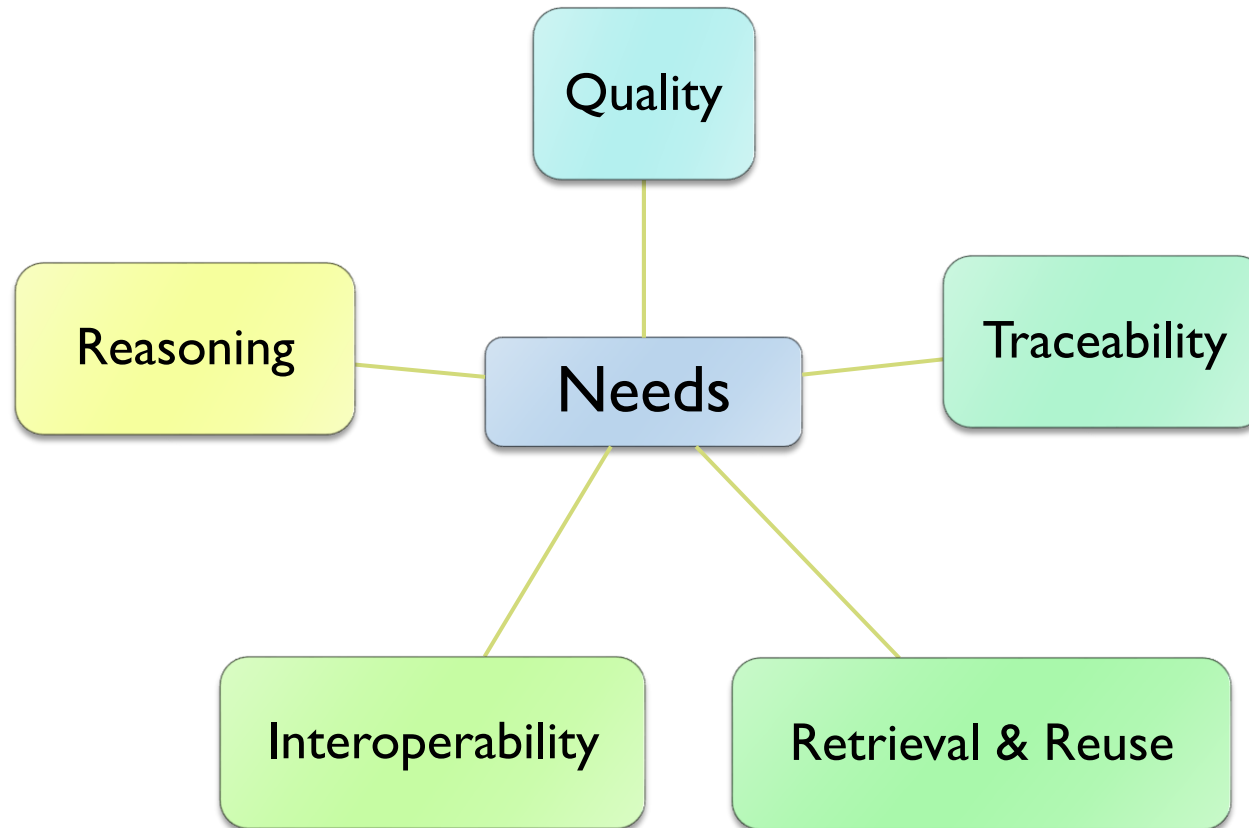 Quality
Reasoning
Traceability
Needs
Interoperability
Retrieval & Reuse